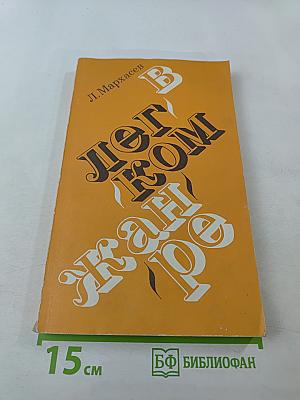 Л.Мархасев
в
лег-
ком
жан-
ре
15 см
БФ БИБЛИОФАН